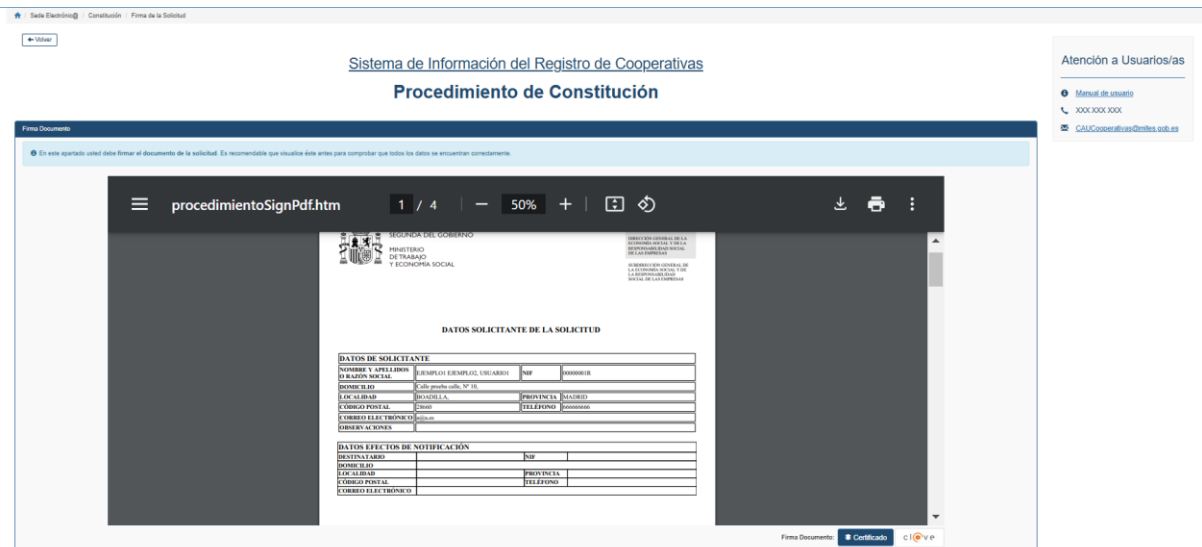 Sede Electrónic@ / Constitución / Firma de la Solicitud
Volver
Sistema de Información del Registro de Cooperativas
Procedimiento de Constitución
Atención a Usuarios/as
Manual de usuario
XXX XXX XXX
CAUCooperativas@mites.gob.es
Firma Documento
En este apartado usted debe firmar el documento de la solicitud. Es recomendable que visualice éste antes para comprobar que todos los datos se encuentran correctamente.
procedimientoSignPdf.htm 1 / 4 50%
SEGUNDA DEL GOBIERNO
MINISTERIO
DE TRABAJO
Y ECONOMÍA SOCIAL
DIRECCIÓN GENERAL DE LA
ECONOMÍA SOCIAL Y DE LA
RESPONSABILIDAD SOCIAL
DE LAS EMPRESAS
SUBDIRECCIÓN GENERAL DE
LA ECONOMÍA SOCIAL Y DE
LA RESPONSABILIDAD
SOCIAL DE LAS EMPRESAS
DATOS SOLICITANTE DE LA SOLICITUD
DATOS DE SOLICITANTE
NOMBRE Y APELLIDOS O RAZÓN SOCIAL EJEMPLO1 EJEMPLO2, USUARIO1 NIF 00000001R
DOMICILIO Calle prueba calle, Nº 10,
LOCALIDAD BOADILLA, PROVINCIA MADRID
CÓDIGO POSTAL 28660 TELÉFONO 666666666
CORREO ELECTRÓNICO
OBSERVACIONES
DATOS EFECTOS DE NOTIFICACIÓN
DESTINATARIO NIF
DOMICILIO
LOCALIDAD PROVINCIA
CÓDIGO POSTAL TELÉFONO
CORREO ELECTRÓNICO
Firma Documento: Certificado cl@ve